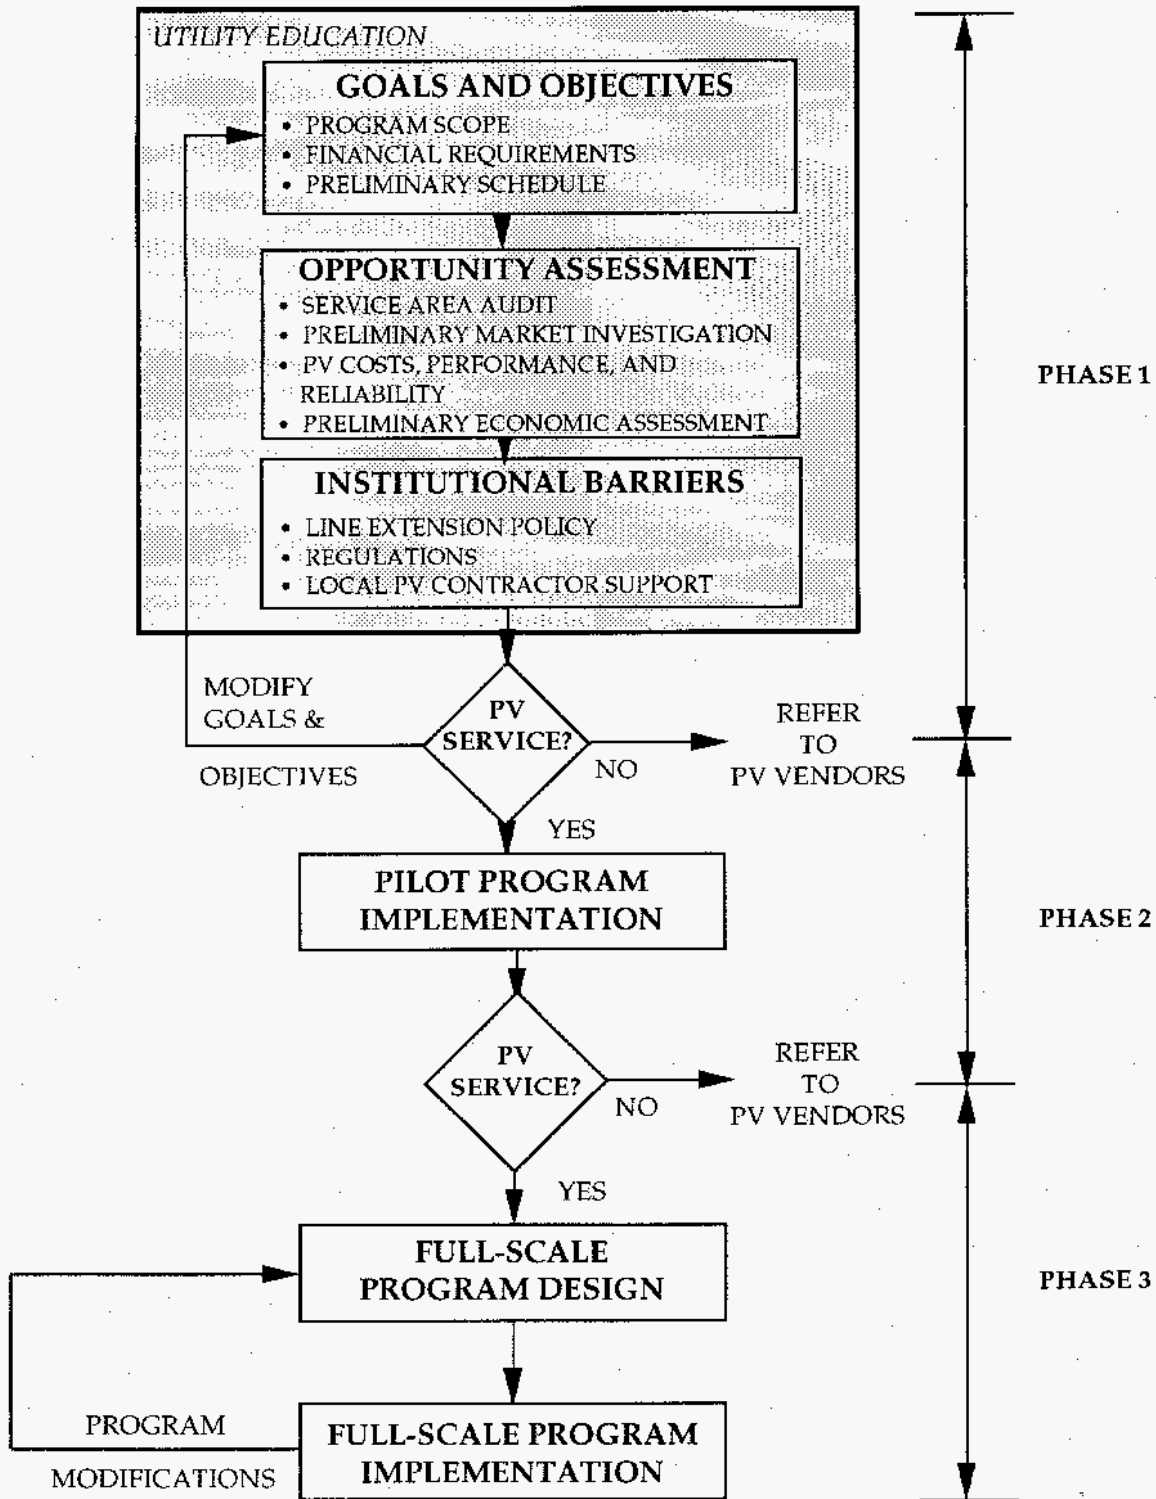 UTILITY EDUCATION
GOALS AND OBJECTIVES
• PROGRAM SCOPE
• FINANCIAL REQUIREMENTS
• PRELIMINARY SCHEDULE
OPPORTUNITY ASSESSMENT
• SERVICE AREA AUDIT
• PRELIMINARY MARKET INVESTIGATION
• PV COSTS, PERFORMANCE, AND
RELIABILITY
• PRELIMINARY ECONOMIC ASSESSMENT
PHASE 1
INSTITUTIONAL BARRIERS
• LINE EXTENSION POLICY
• REGULATIONS
• LOCAL PV CONTRACTOR SUPPORT
MODIFY
GOALS &
OBJECTIVES
PV
SERVICE?
NO
REFER
TO
PV VENDORS
YES
PILOT PROGRAM
IMPLEMENTATION
PHASE 2
PV
SERVICE?
NO
REFER
TO
PV VENDORS
YES
FULL-SCALE
PROGRAM DESIGN
PHASE 3
PROGRAM
MODIFICATIONS
FULL-SCALE PROGRAM
IMPLEMENTATION